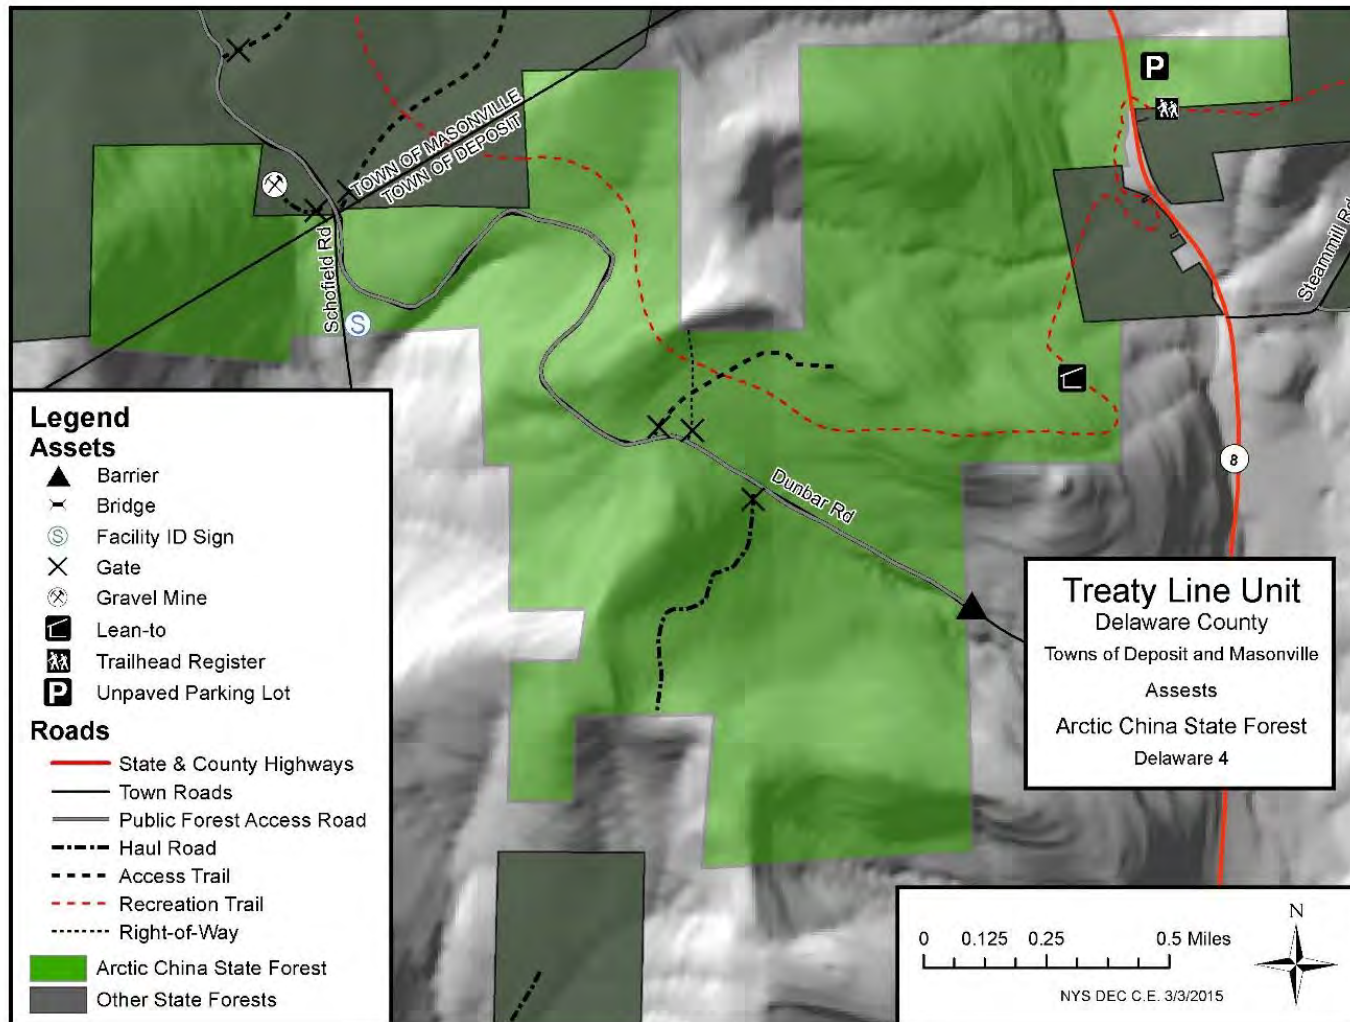 P
TOWN OF MASONVILLE
TOWN OF DEPOSIT
Schofield Rd
S
Steammill Rd
8
Dunbar Rd
Legend
Assets
Barrier
Bridge
S Facility ID Sign
Gate
Gravel Mine
Lean-to
Trailhead Register
P Unpaved Parking Lot
Roads
State & County Highways
Town Roads
Public Forest Access Road
Haul Road
Access Trail
Recreation Trail
Right-of-Way
Arctic China State Forest
Other State Forests
Treaty Line Unit
Delaware County
Towns of Deposit and Masonville
Assests
Arctic China State Forest
Delaware 4
N
0 0.125 0.25 0.5 Miles
NYS DEC C.E. 3/3/2015